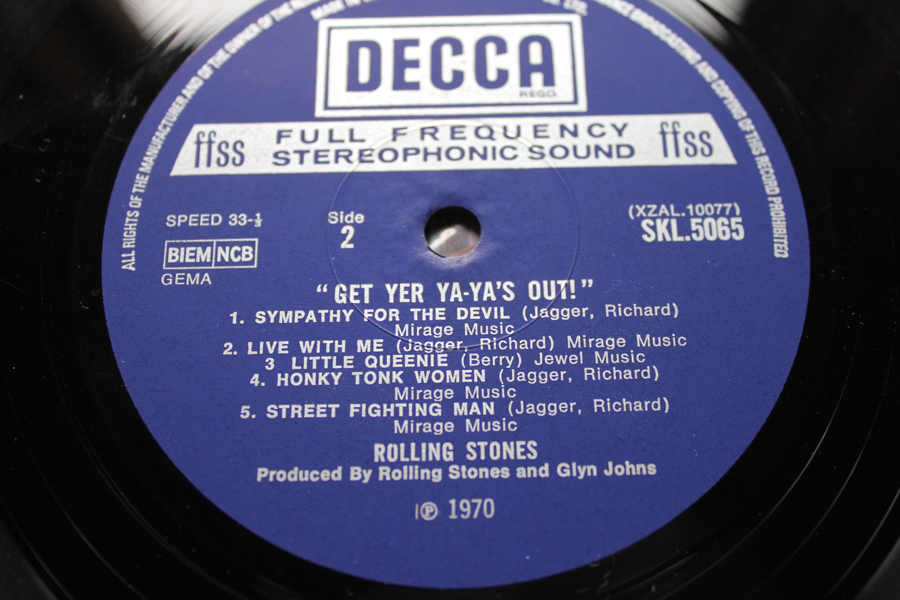 ALL RIGHTS OF THE MANUFACTURER AND OF THE OWNER OF THE
BROADCASTING AND COPYING OF THIS RECORD PROHIBITED
DECCA
REGD.
ffss FULL FREQUENCY ffss
STEREOPHONIC SOUND
SPEED 33-⅓
Side
2
(XZAL.10077)
SKL.5065
BIEM NCB
GEMA
“GET YER YA-YA'S OUT!”
1. SYMPATHY FOR THE DEVIL (Jagger, Richard)
Mirage Music
2. LIVE WITH ME (Jagger, Richard) Mirage Music
3 LITTLE QUEENIE (Berry) Jewel Music
4. HONKY TONK WOMEN (Jagger, Richard)
Mirage Music
5. STREET FIGHTING MAN (Jagger, Richard)
Mirage Music
ROLLING STONES
Produced By Rolling Stones and Glyn Johns
℗ 1970